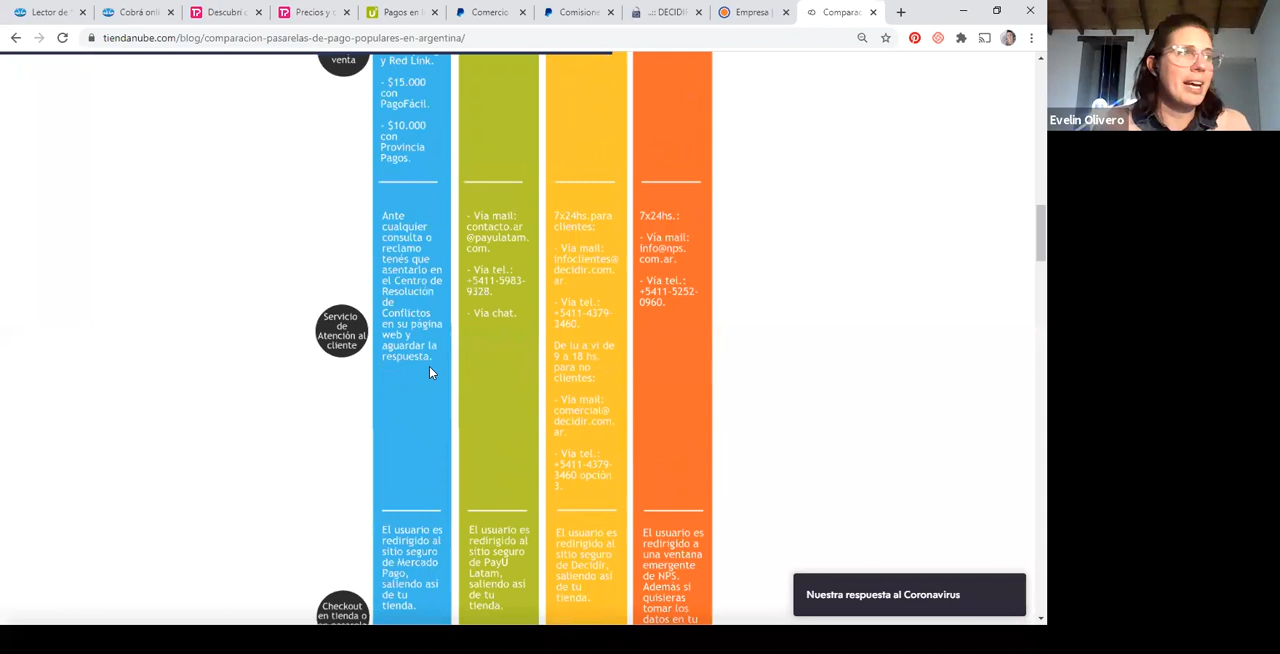 Lector de
Cobrá onli
Descubrí c
Precios y c
Pagos en l
Comercio
Comisione
..:: DECIDIR
Empresa |
Comparac
tiendanube.com/blog/comparacion-pasarelas-de-pago-populares-en-argentina/
venta
y Red Link.
- $15.000
con
PagoFácil.
- $10.000
con
Provincia
Pagos.
Servicio
de
Atención al
cliente
Ante
cualquier
consulta o
reclamo
tenés que
asentarlo en
el Centro de
Resolución
de
Conflictos
en su página
web y
aguardar la
respuesta.
- Vía mail:
contacto.ar
@payulatam.
com.
- Vía tel.:
+5411-5983-
9328.
- Vía chat.
7x24hs.para
clientes:
- Vía mail:
infoclientes@
decidir.com.
ar.
- Vía tel.:
+5411-4379-
3460.
De lu a vi de
9 a 18 hs.
para no
clientes:
- Vía mail:
comercial@
decidir.com.
ar.
- Vía tel.:
+5411-4379-
3460 opción
3.
7x24hs.:
- Vía mail:
info@nps.
com.ar.
- Vía tel.:
+5411-5252-
0960.
Checkout
en tienda o
El usuario es
redirigido al
sitio seguro
de Mercado
Pago,
saliendo así
de tu
tienda.
El usuario es
redirigido al
sitio seguro
de PayU
Latam,
saliendo así
de tu
tienda.
El usuario es
redirigido al
sitio seguro
de Decidir,
saliendo así
de tu
tienda.
El usuario es
redirigido a
una ventana
emergente
de NPS.
Además si
quisieras
tomar los
datos en tu
Nuestra respuesta al Coronavirus
Evelin Olivero